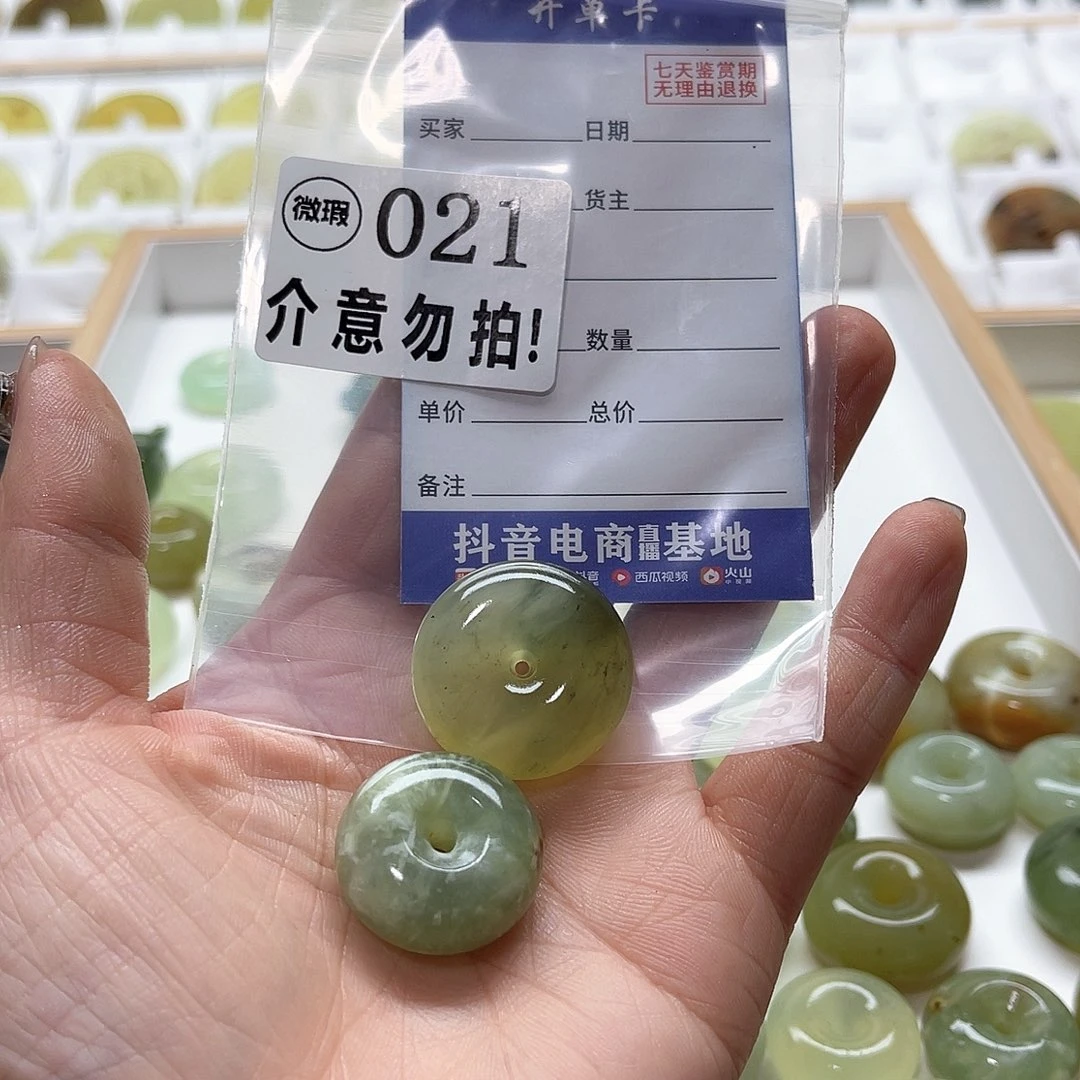 开单卡
七天鉴赏期
无理由退换
买家 日期
货主
微瑕 021
介意勿拍!
数量
单价 总价
备注
抖音电商直播基地
抖音 西瓜视频 火山